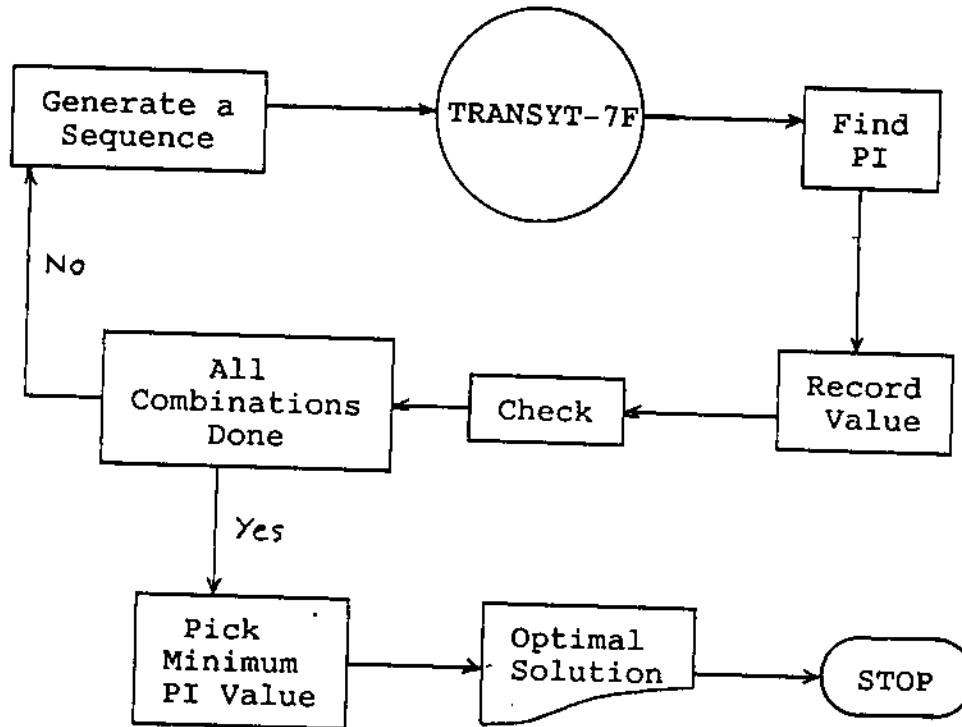 Generate a
Sequence
TRANSYT-7F
Find
PI
No
All
Combinations
Done
Check
Record
Value
Yes
Pick
Minimum
PI Value
Optimal
Solution
STOP